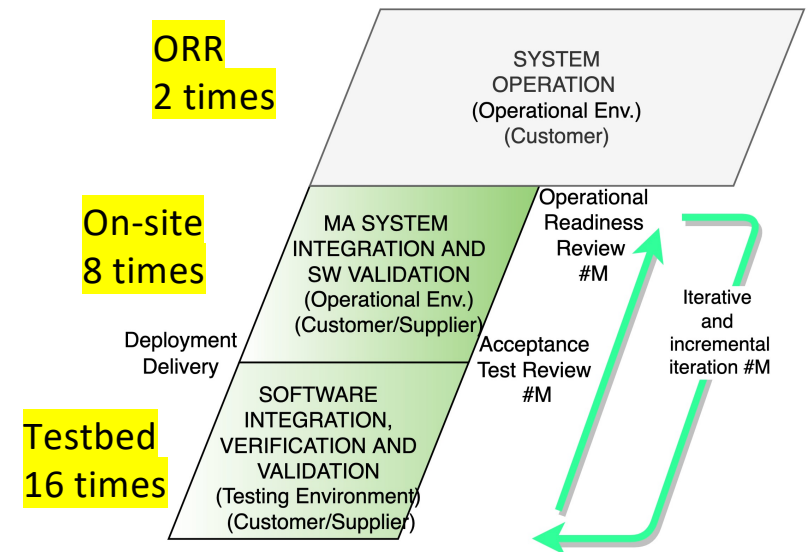 ORR
2 times
SYSTEM
OPERATION
(Operational Env.)
(Customer)
On-site
8 times
MA SYSTEM
INTEGRATION AND
SW VALIDATION
(Operational Env.)
(Customer/Supplier)
Operational
Readiness
Review
#M
Iterative
and
incremental
iteration #M
Deployment
Delivery
Acceptance
Test Review
#M
Testbed
16 times
SOFTWARE
INTEGRATION,
VERIFICATION AND
VALIDATION
(Testing Environment)
(Customer/Supplier)